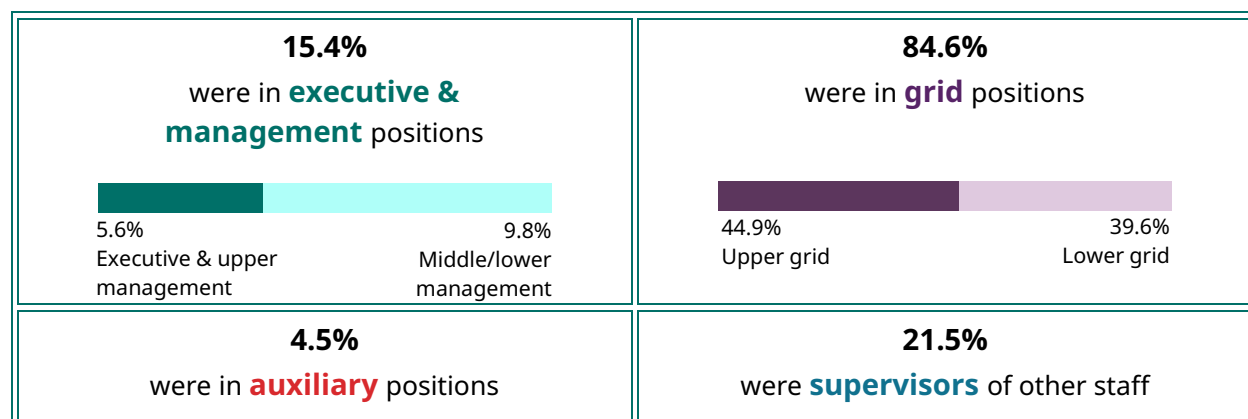 15.4%
were in executive &
management positions
5.6%
9.8%
Executive & upper
management
Middle/lower
management
84.6%
were in grid positions
44.9%
39.6%
Upper grid
Lower grid
4.5%
were in auxiliary positions
21.5%
were supervisors of other staff